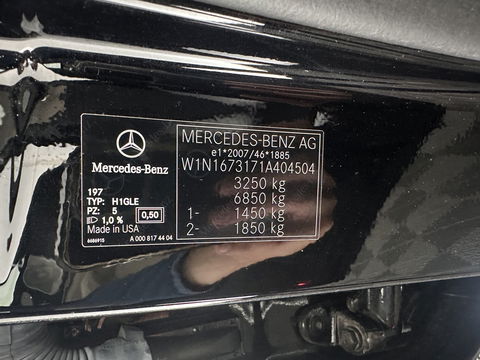 Mercedes-Benz
197
TYP: H1GLE
PZ: 5
1,0 % 0,50
Made in USA
6686915 A 000 817 44 04
MERCEDES-BENZ AG
e1*2007/46*1885
W1N1673171A404504
3250 kg
6850 kg
1- 1450 kg
2- 1850 kg